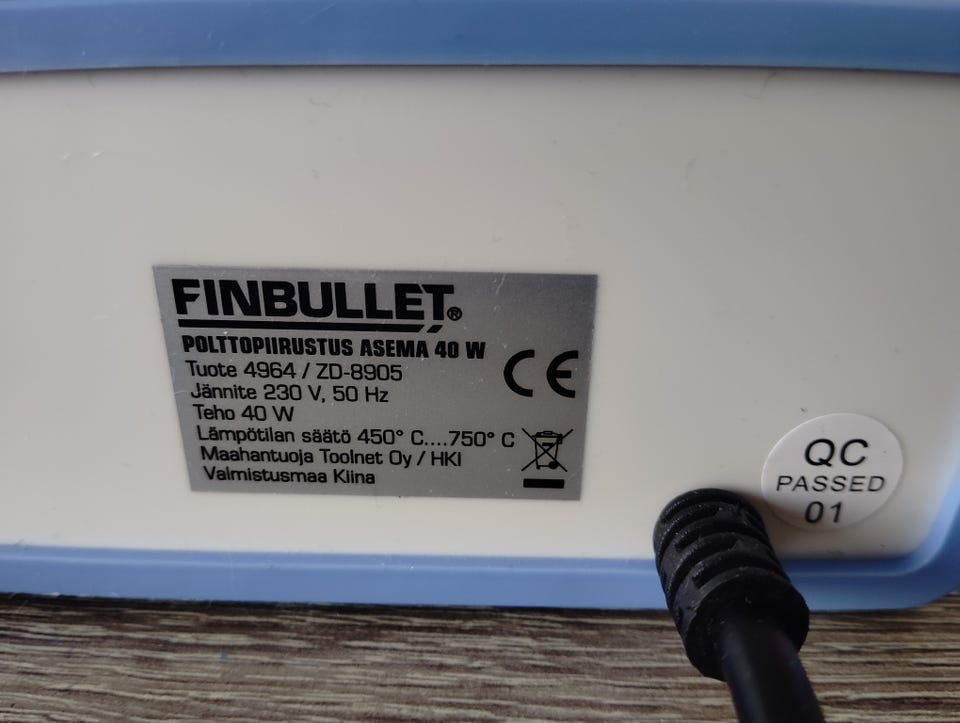 FINBULLET®
POLTTOPIIRUSTUS ASEMA 40 W
Tuote 4964 / ZD-8905
Jännite 230 V, 50 Hz
Teho 40 W
Lämpötilan säätö 450° C....750° C
Maahantuoja Toolnet Oy / HKI
Valmistusmaa Kiina
CE
QC
PASSED
01